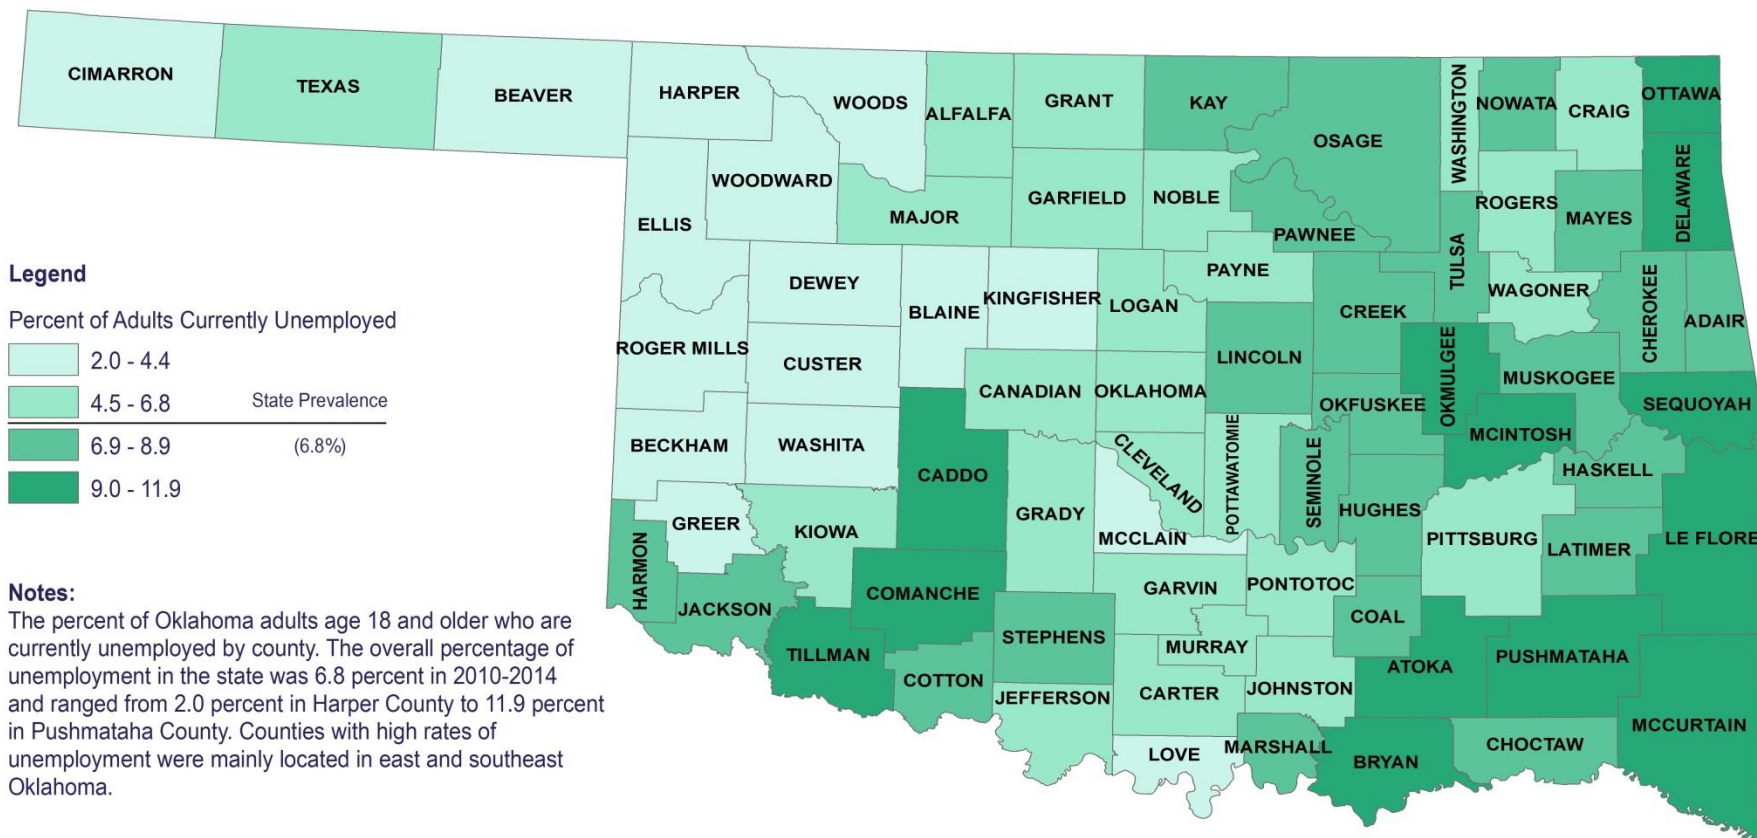 CIMARRON
TEXAS
BEAVER
HARPER
WOODS
ALFALFA
GRANT
KAY
OSAGE
WASHINGTON
NOWATA
CRAIG
OTTAWA
WOODWARD
ELLIS
MAJOR
GARFIELD
NOBLE
PAWNEE
ROGERS
MAYES
DELAWARE
TULSA
DEWEY
BLAINE
KINGFISHER
LOGAN
PAYNE
CREEK
WAGONER
CHEROKEE
ADAIR
ROGER MILLS
CUSTER
CANADIAN
OKLAHOMA
LINCOLN
OKFUSKEE
OKMULGEE
MUSKOGEE
SEQUOYAH
BECKHAM
WASHITA
CADDO
GRADY
CLEVELAND
POTTAWATOMIE
SEMINOLE
HUGHES
MCINTOSH
HASKELL
GREER
KIOWA
MCCLAIN
PITTSBURG
LATIMER
LE FLORE
HARMON
JACKSON
COMANCHE
GARVIN
PONTOTOC
COAL
TILLMAN
COTTON
STEPHENS
MURRAY
ATOKA
PUSHMATAHA
JEFFERSON
CARTER
JOHNSTON
LOVE
MARSHALL
BRYAN
CHOCTAW
MCCURTAIN
Legend
Percent of Adults Currently Unemployed
2.0 - 4.4
4.5 - 6.8 State Prevalence
6.9 - 8.9 (6.8%)
9.0 - 11.9
Notes:
The percent of Oklahoma adults age 18 and older who are
currently unemployed by county. The overall percentage of
unemployment in the state was 6.8 percent in 2010-2014
and ranged from 2.0 percent in Harper County to 11.9 percent
in Pushmataha County. Counties with high rates of
unemployment were mainly located in east and southeast
Oklahoma.